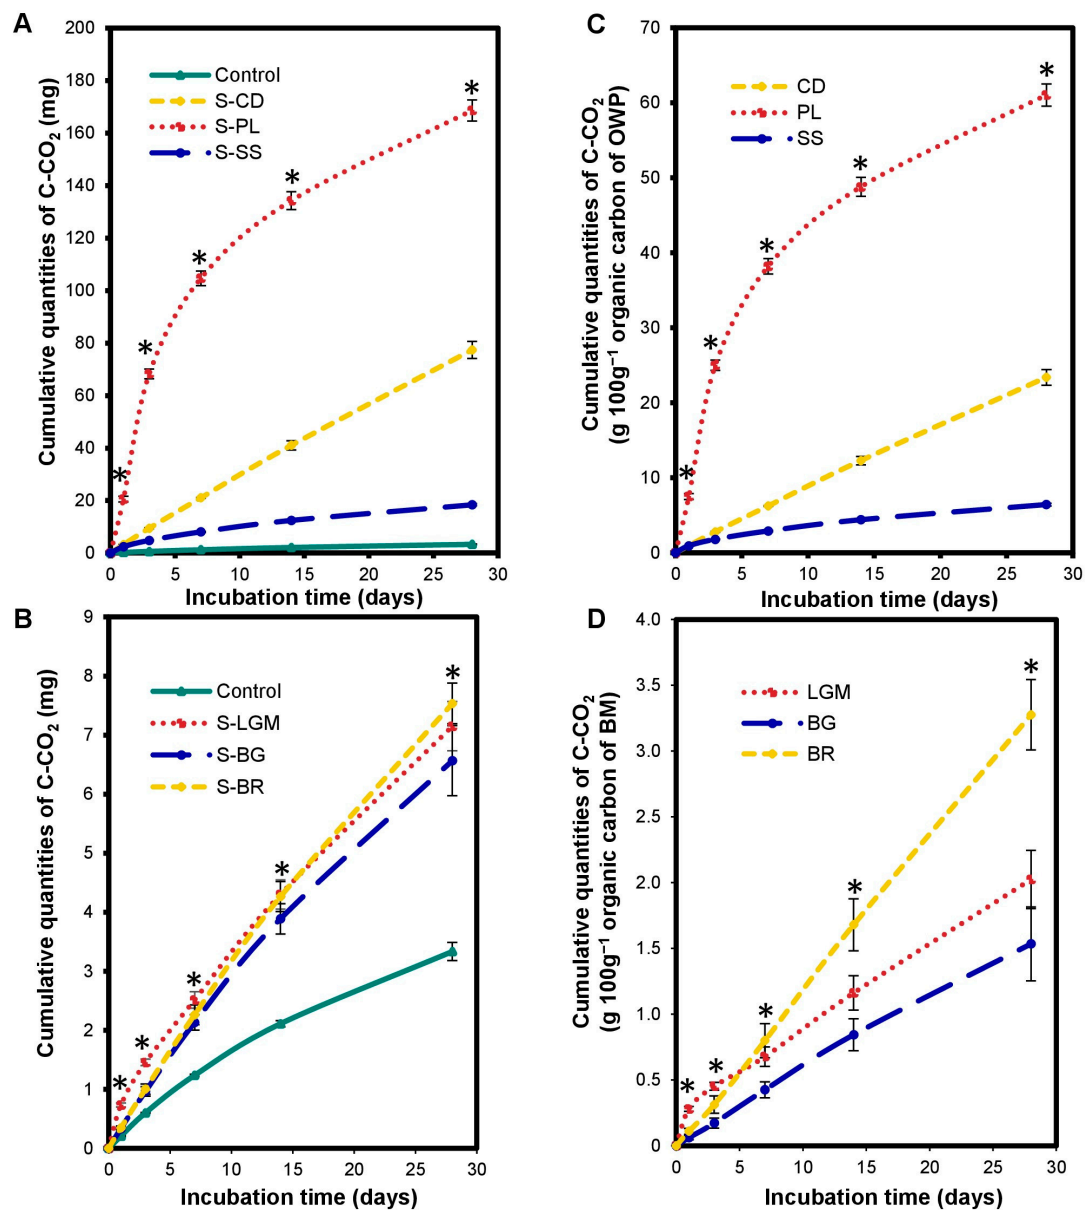 A
Cumulative quantities of C-CO₂ (mg)
200
180
160
140
120
100
80
60
40
20
0
Control
S-CD
S-PL
S-SS
*
*
*
*
*
0 5 10 15 20 25 30
Incubation time (days)
C
Cumulative quantities of C-CO₂
(g 100g⁻¹ organic carbon of OWP)
70
60
50
40
30
20
10
0
CD
PL
SS
*
*
*
*
*
0 5 10 15 20 25 30
Incubation time (days)
B
Cumulative quantities of C-CO₂ (mg)
9
8
7
6
5
4
3
2
1
0
Control
S-LGM
S-BG
S-BR
*
*
*
*
*
0 5 10 15 20 25 30
Incubation time (days)
D
Cumulative quantities of C-CO₂
(g 100g⁻¹ organic carbon of BM)
4.0
3.5
3.0
2.5
2.0
1.5
1.0
0.5
0
LGM
BG
BR
*
*
*
*
*
0 5 10 15 20 25 30
Incubation time (days)